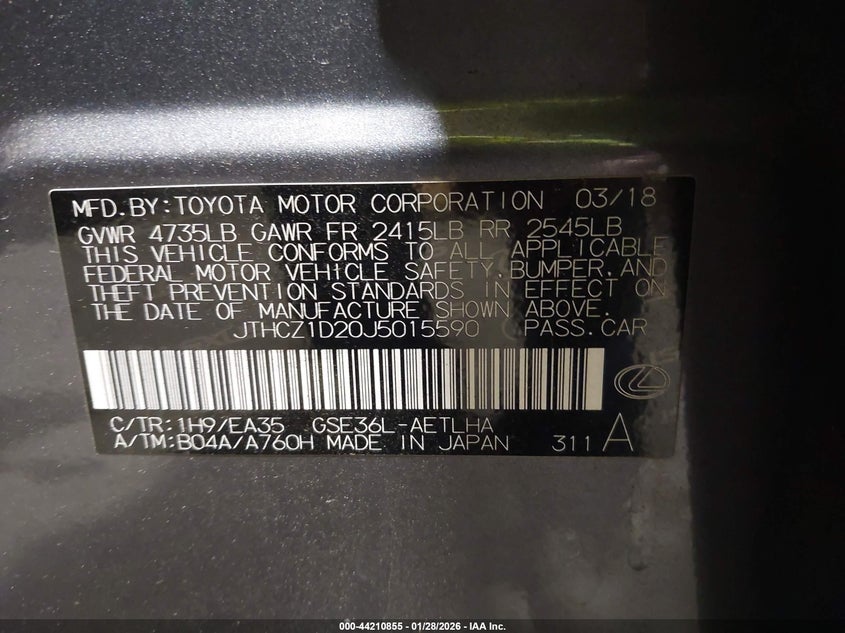 MFD.BY:TOYOTA MOTOR CORPORATION 03/18
GVWR 4735LB GAWR FR 2415LB RR 2545LB
THIS VEHICLE CONFORMS TO ALL APPLICABLE
FEDERAL MOTOR VEHICLE SAFETY,BUMPER,AND
THEFT PREVENTION STANDARDS IN EFFECT ON
THE DATE OF MANUFACTURE SHOWN ABOVE.
JTHCZ1D20J5015590 PASS.CAR
C/TR:1H9/EA35 GSE36L-AETLHA
A/TM:B04A/A760H MADE IN JAPAN 311 A
000-44210855 - 01/28/2026 - IAA Inc.